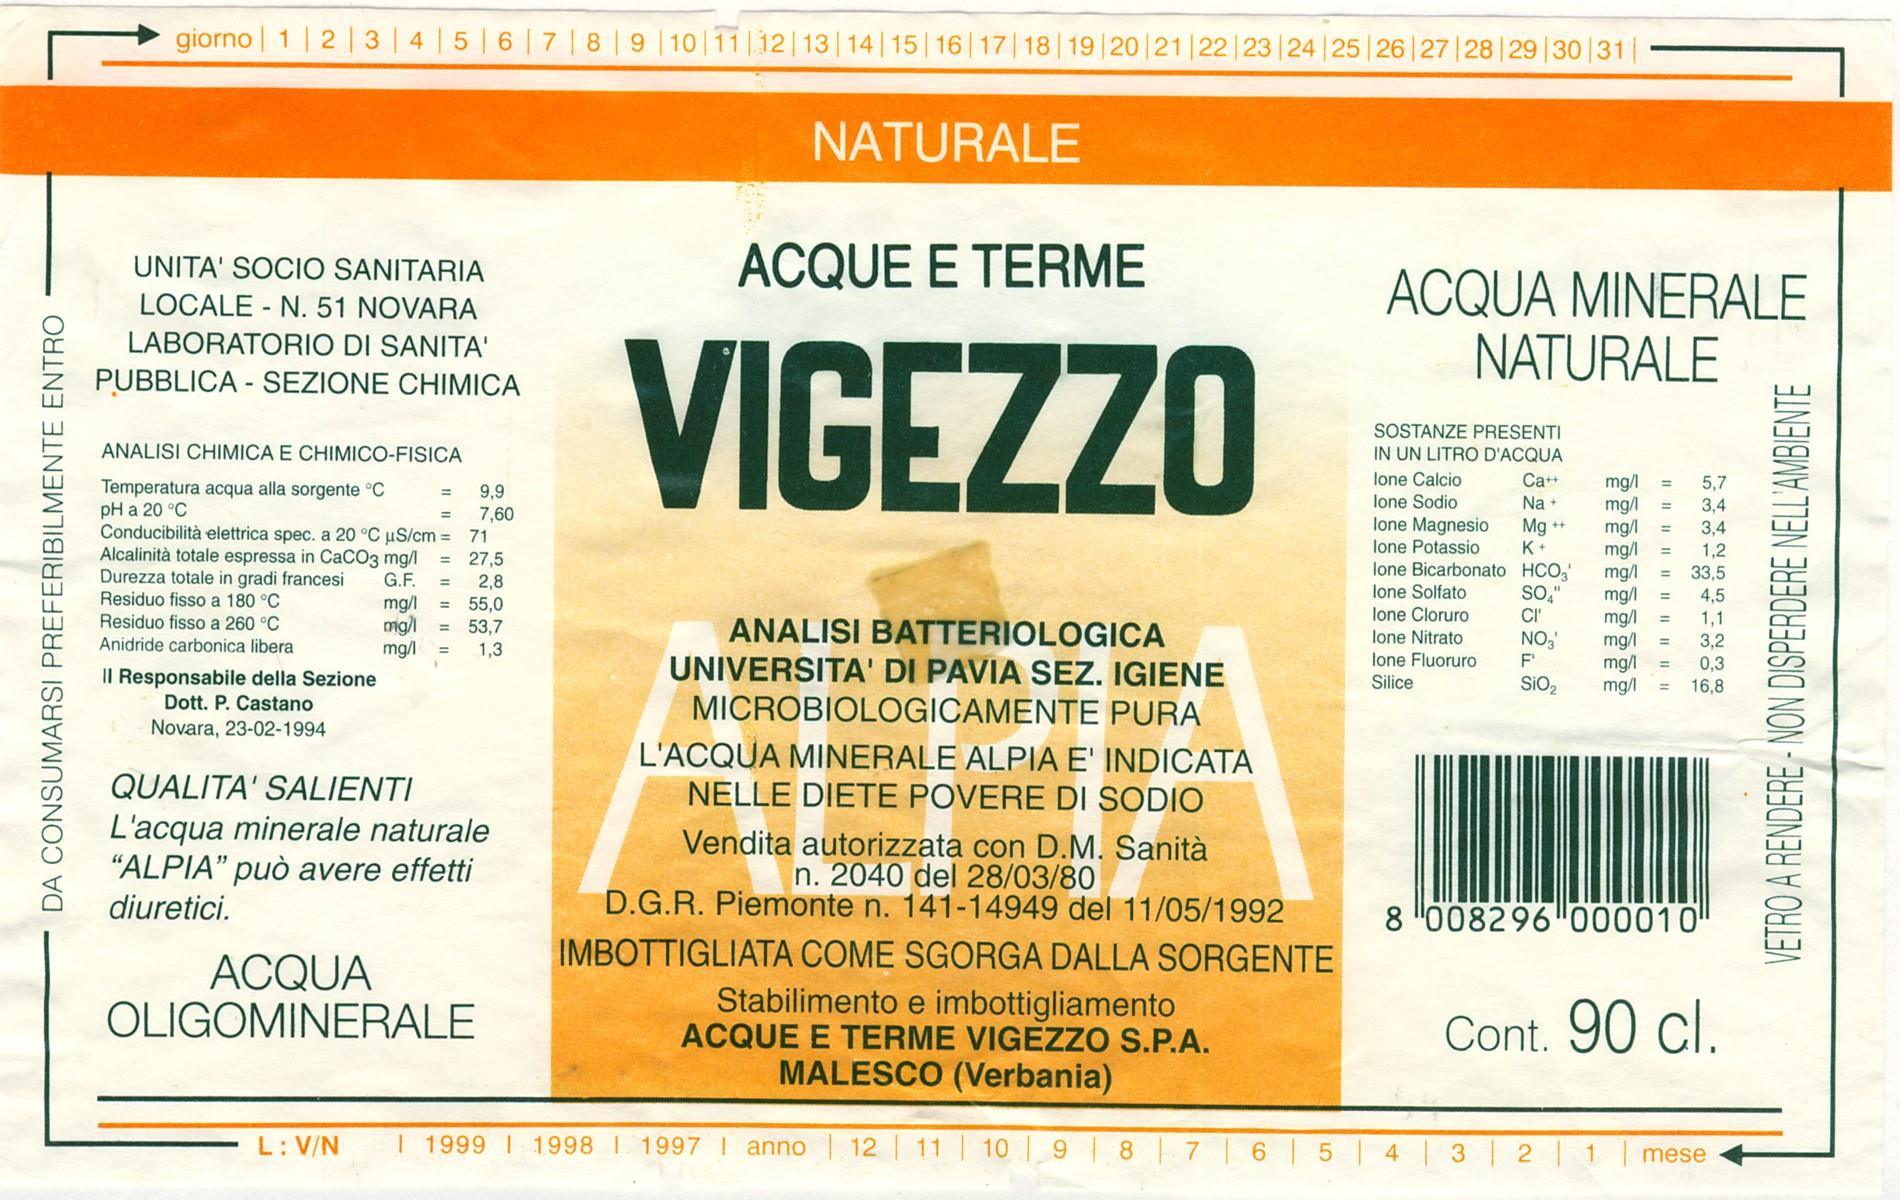 giorno | 1 | 2 | 3 | 4 | 5 | 6 | 7 | 8 | 9 | 10 | 11 | 12 | 13 | 14 | 15 | 16 | 17 | 18 | 19 | 20 | 21 | 22 | 23 | 24 | 25 | 26 | 27 | 28 | 29 | 30 | 31 |
NATURALE
DA CONSUMARSI PREFERIBILMENTE ENTRO
UNITA' SOCIO SANITARIA
LOCALE - N. 51 NOVARA
LABORATORIO DI SANITA'
PUBBLICA - SEZIONE CHIMICA
ANALISI CHIMICA E CHIMICO-FISICA
Temperatura acqua alla sorgente °C = 9,9
pH a 20 °C = 7,60
Conducibilità elettrica spec. a 20 °C µS/cm = 71
Alcalinità totale espressa in CaCO3 mg/l = 27,5
Durezza totale in gradi francesi G.F. = 2,8
Residuo fisso a 180 °C mg/l = 55,0
Residuo fisso a 260 °C mg/l = 53,7
Anidride carbonica libera mg/l = 1,3
Il Responsabile della Sezione
Dott. P. Castano
Novara, 23-02-1994
QUALITA' SALIENTI
L'acqua minerale naturale
“ALPIA” può avere effetti
diuretici.
ACQUA
OLIGOMINERALE
ACQUE E TERME
VIGEZZO
ALPIA
ANALISI BATTERIOLOGICA
UNIVERSITA' DI PAVIA SEZ. IGIENE
MICROBIOLOGICAMENTE PURA
L'ACQUA MINERALE ALPIA E' INDICATA
NELLE DIETE POVERE DI SODIO
Vendita autorizzata con D.M. Sanità
n. 2040 del 28/03/80
D.G.R. Piemonte n. 141-14949 del 11/05/1992
IMBOTTIGLIATA COME SGORGA DALLA SORGENTE
Stabilimento e imbottigliamento
ACQUE E TERME VIGEZZO S.P.A.
MALESCO (Verbania)
ACQUA MINERALE
NATURALE
SOSTANZE PRESENTI
IN UN LITRO D'ACQUA
Ione Calcio Ca++ mg/l = 5,7
Ione Sodio Na + mg/l = 3,4
Ione Magnesio Mg ++ mg/l = 3,4
Ione Potassio K + mg/l = 1,2
Ione Bicarbonato HCO3' mg/l = 33,5
Ione Solfato SO4" mg/l = 4,5
Ione Cloruro Cl' mg/l = 1,1
Ione Nitrato NO3' mg/l = 3,2
Ione Fluoruro F' mg/l = 0,3
Silice SiO2 mg/l = 16,8
8 008296 000010
Cont. 90 cl.
VETRO A RENDERE - NON DISPERDERE NELL'AMBIENTE
L : V/N | 1999 | 1998 | 1997 | anno | 12 | 11 | 10 | 9 | 8 | 7 | 6 | 5 | 4 | 3 | 2 | 1 | mese